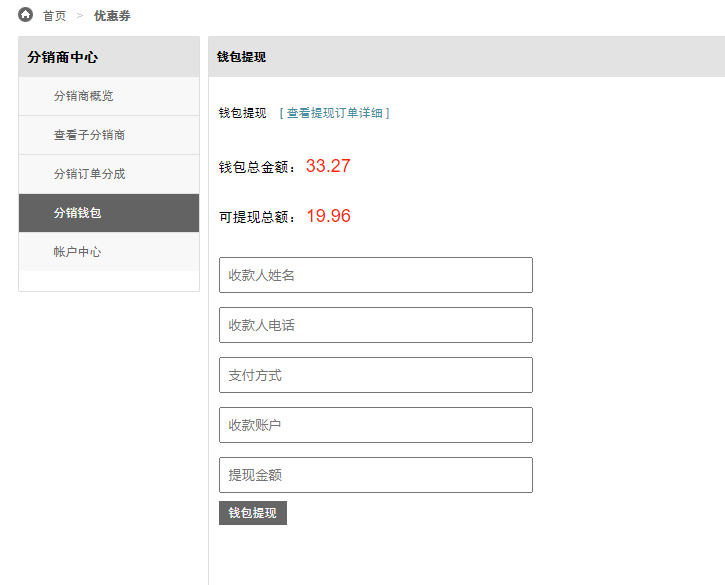 首页 > 优惠券
分销商中心
分销商概览
查看子分销商
分销订单分成
分销钱包
帐户中心
钱包提现
钱包提现 [ 查看提现订单详细 ]
钱包总金额： 33.27
可提现总额： 19.96
收款人姓名
收款人电话
支付方式
收款账户
提现金额
钱包提现